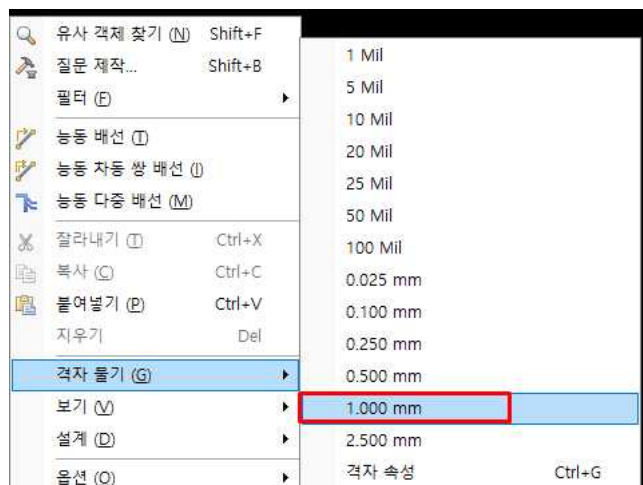 유사 객체 찾기 (N) Shift+F
질문 제작... Shift+B
필터 (F)
능동 배선 (T)
능동 차동 쌍 배선 (I)
능동 다중 배선 (M)
잘라내기 (T) Ctrl+X
복사 (C) Ctrl+C
붙여넣기 (P) Ctrl+V
지우기 Del
격자 물기 (G)
보기 (V)
설계 (D)
옵션 (O)
1 Mil
5 Mil
10 Mil
20 Mil
25 Mil
50 Mil
100 Mil
0.025 mm
0.100 mm
0.250 mm
0.500 mm
1.000 mm
2.500 mm
격자 속성 Ctrl+G